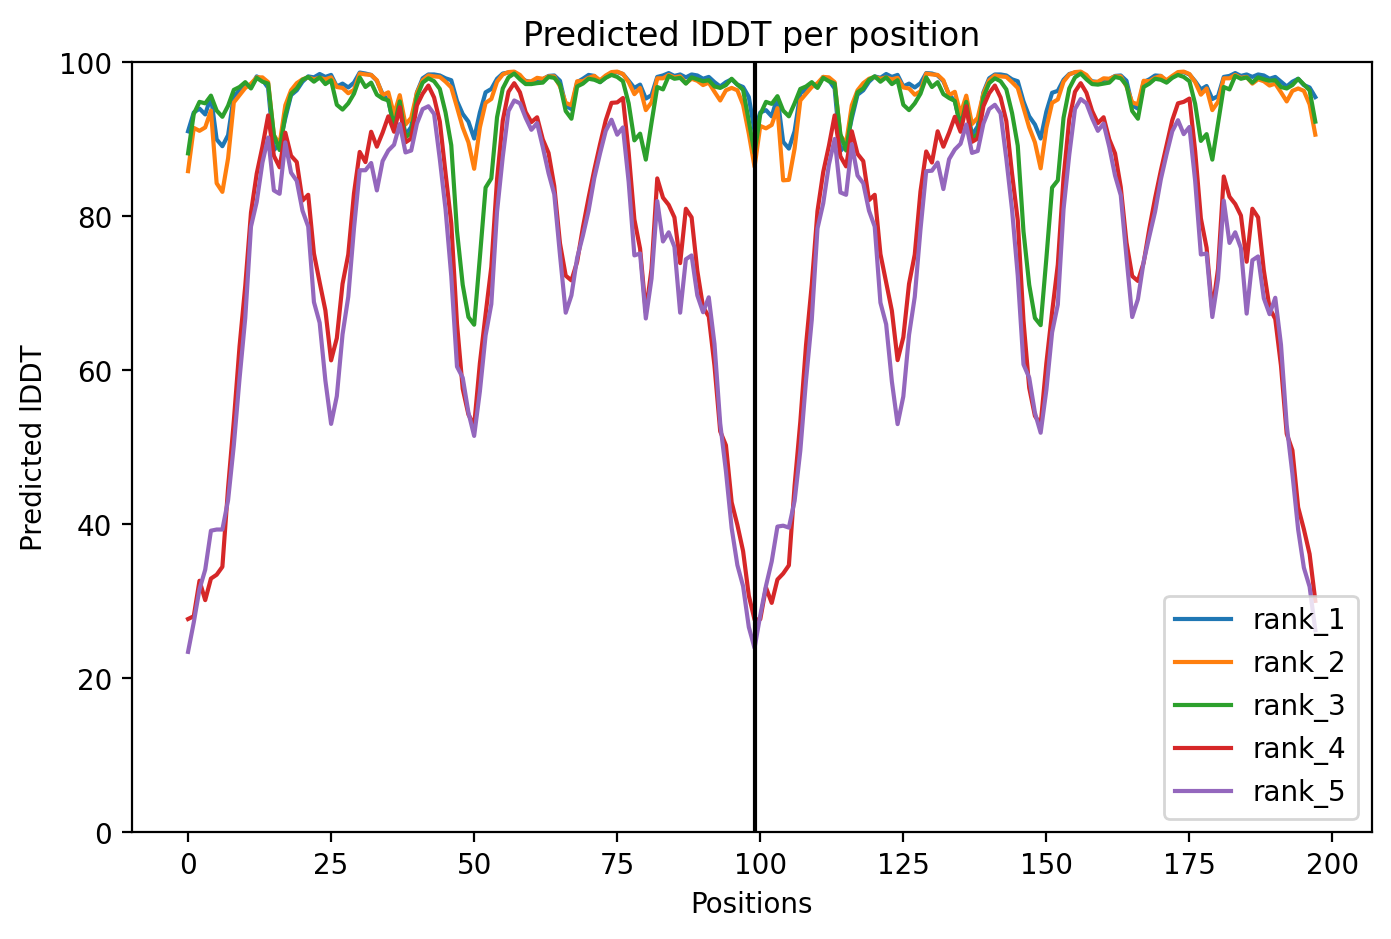 Predicted lDDT per position
Predicted lDDT
100
80
60
40
20
0
0 25 50 75 100 125 150 175 200
Positions
rank_1
rank_2
rank_3
rank_4
rank_5